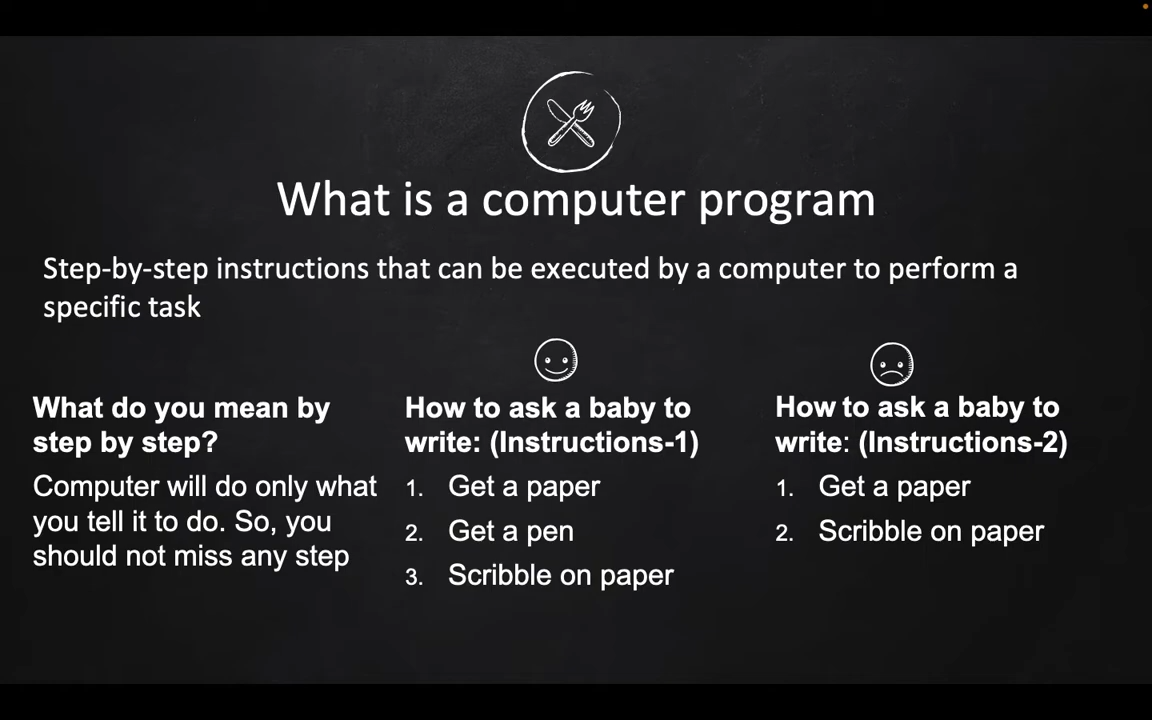 What is a computer program
Step-by-step instructions that can be executed by a computer to perform a
specific task
What do you mean by
step by step?
Computer will do only what
you tell it to do. So, you
should not miss any step
How to ask a baby to
write: (Instructions-1)
1. Get a paper
2. Get a pen
3. Scribble on paper
How to ask a baby to
write: (Instructions-2)
1. Get a paper
2. Scribble on paper